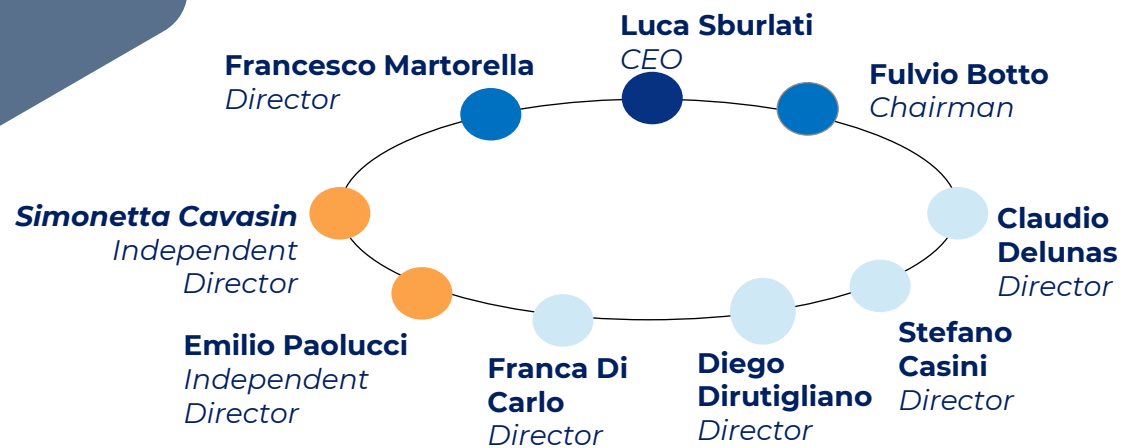 Luca Sburlati
CEO
Francesco Martorella
Director
Fulvio Botto
Chairman
Simonetta Cavasin
Independent
Director
Claudio
Delunas
Director
Emilio Paolucci
Independent
Director
Franca Di
Carlo
Director
Diego
Dirutigliano
Director
Stefano
Casini
Director